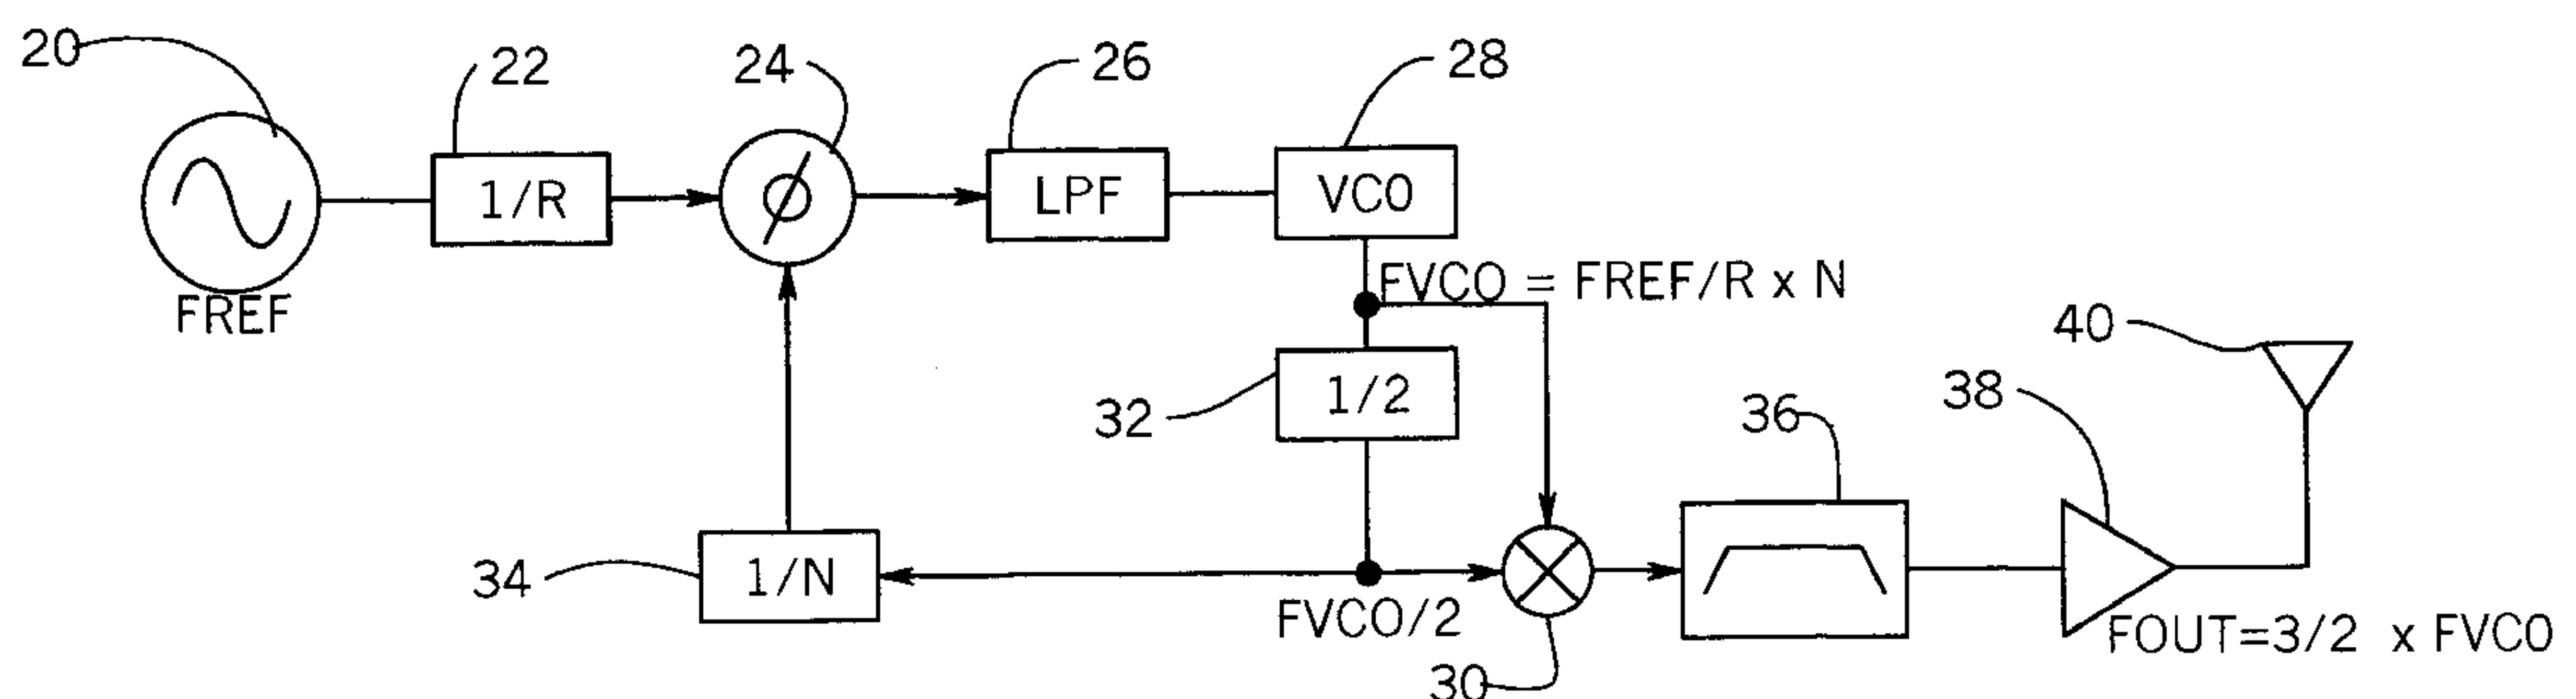 20
22
24
26
28
1/R
LPF
VCO
FREF
FVCO = FREF/R x N
40
32
1/2
36
38
34
1/N
FVCO/2
30
FOUT=3/2 x FVCO